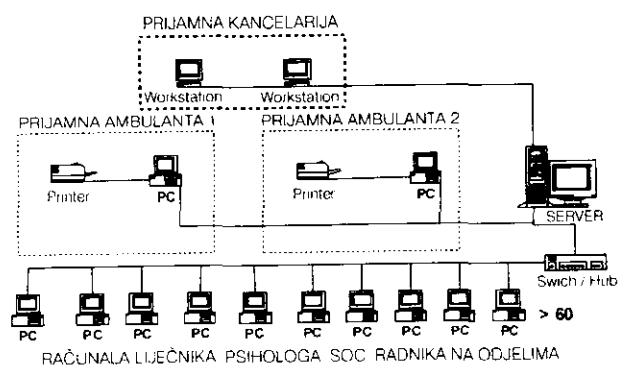 PRIJAMNA KANCELARIJA
Workstation Workstation
PRIJAMNA AMBULANTA 1 PRIJAMNA AMBULANTA 2
Printer PC Printer PC
SERVER
Swich / Hub
> 60
PC PC PC PC PC PC PC PC PC PC
RAČUNALA LIJEČNIKA PSIHOLOGA SOC RADNIKA NA ODJELIMA